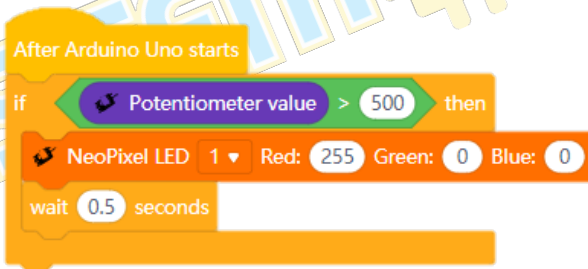 After Arduino Uno starts
if Potentiometer value > 500 then
NeoPixel LED 1 Red: 255 Green: 0 Blue: 0
wait 0.5 seconds